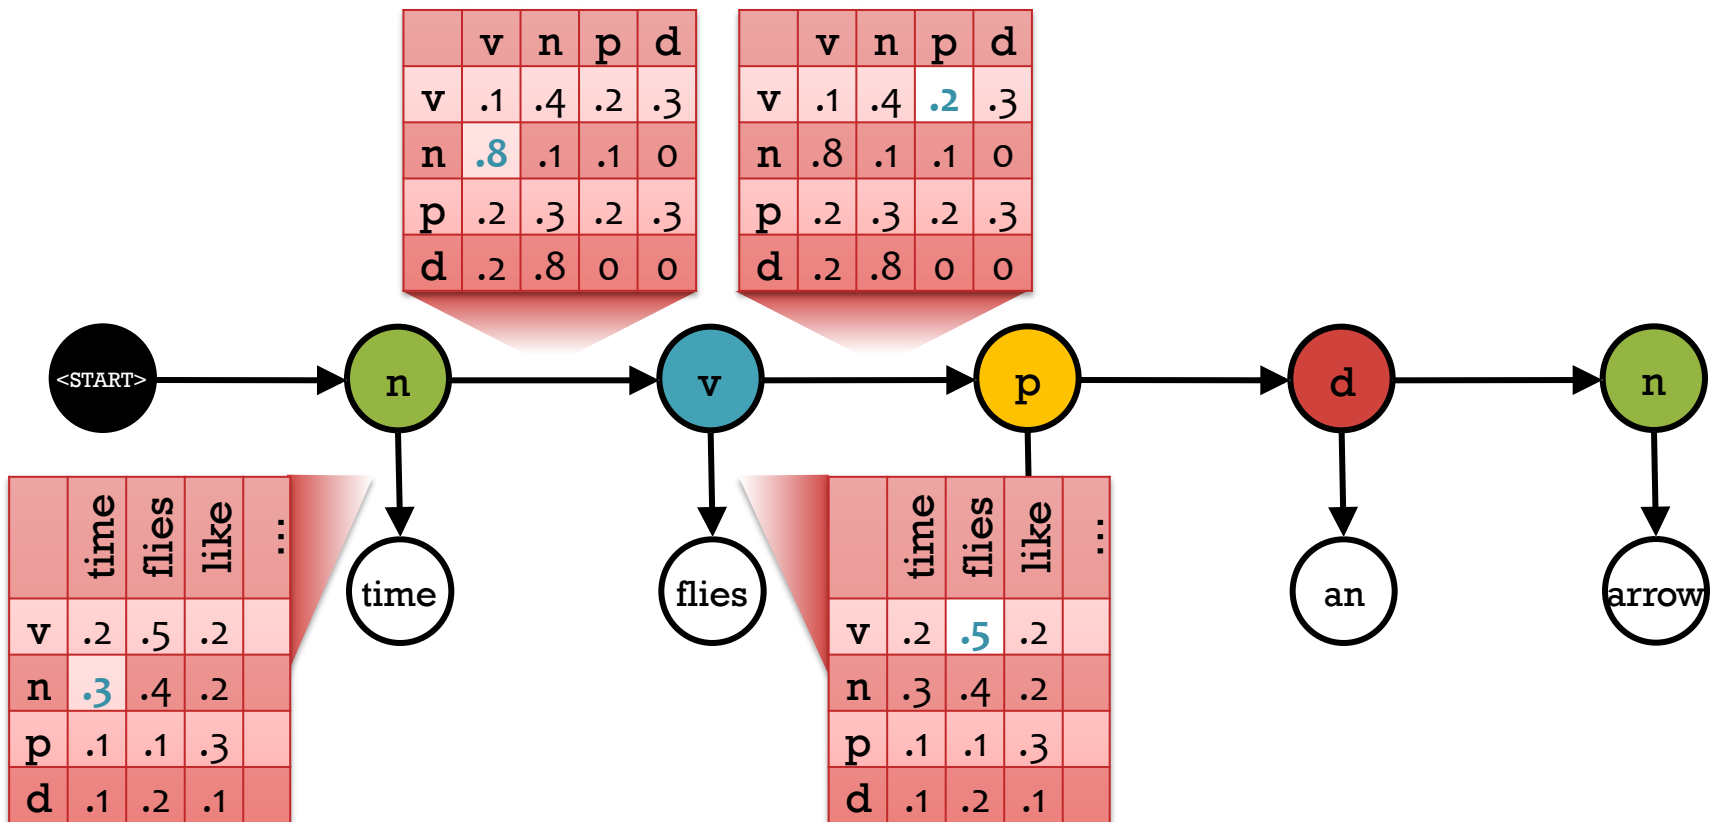 v n p d
v .1 .4 .2 .3
n .8 .1 .1 0
p .2 .3 .2 .3
d .2 .8 0 0
v n p d
v .1 .4 .2 .3
n .8 .1 .1 0
p .2 .3 .2 .3
d .2 .8 0 0
<START> n v p d n
time flies like …
v .2 .5 .2
n .3 .4 .2
p .1 .1 .3
d .1 .2 .1
time
flies
time flies like …
v .2 .5 .2
n .3 .4 .2
p .1 .1 .3
d .1 .2 .1
an
arrow